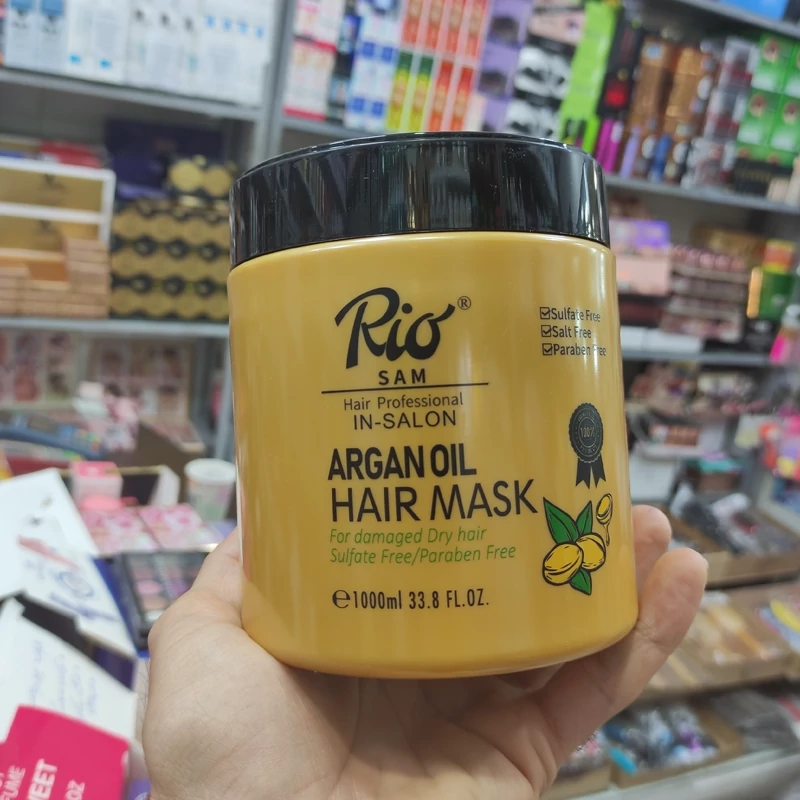 Rio®
SAM
Hair Professional
IN-SALON
ARGAN OIL
HAIR MASK
For damaged Dry hair
Sulfate Free/Paraben Free
℮1000ml 33.8 FL.OZ.
☑Sulfate Free
☑Salt Free
☑Paraben Free
100%